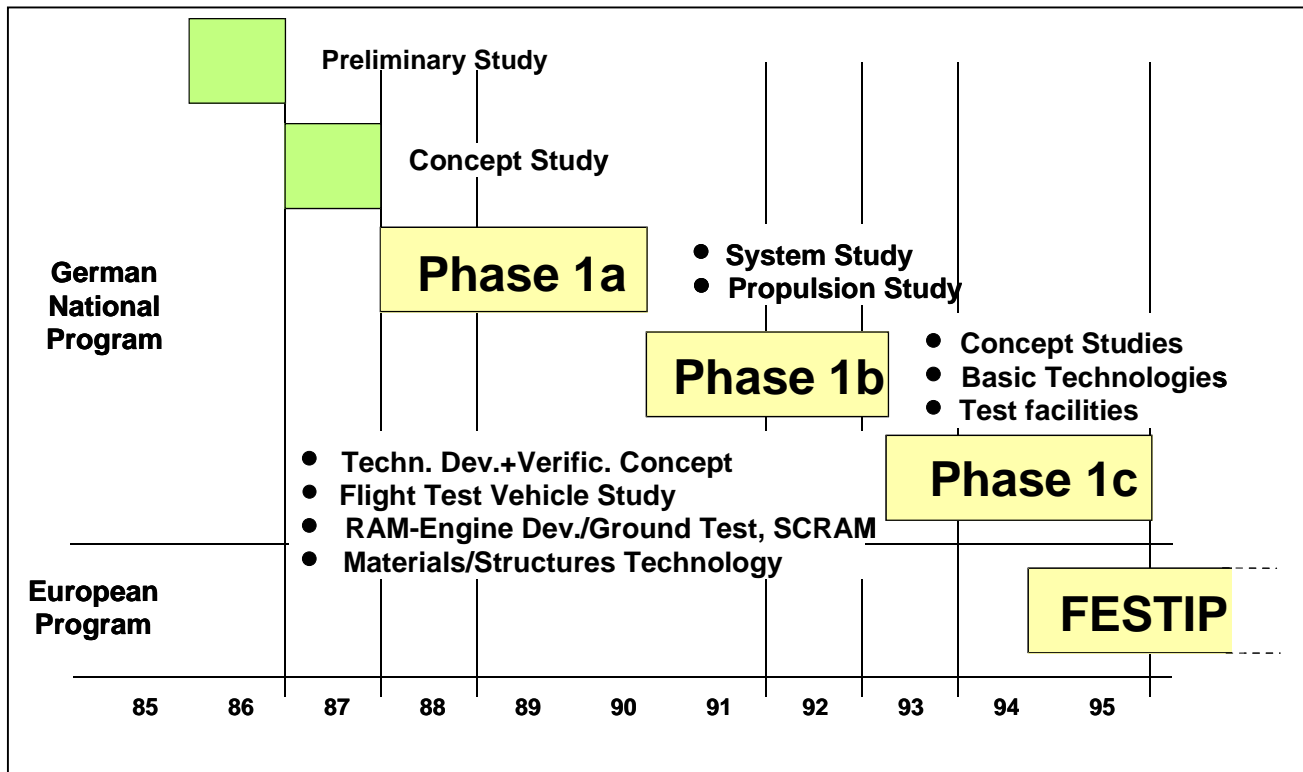 Preliminary Study
Concept Study
German
National
Program
Phase 1a
● System Study
● Propulsion Study
Phase 1b
● Concept Studies
● Basic Technologies
● Test facilities
● Techn. Dev.+Verific. Concept
● Flight Test Vehicle Study
● RAM-Engine Dev./Ground Test, SCRAM
● Materials/Structures Technology
Phase 1c
European
Program
FESTIP
85 86 87 88 89 90 91 92 93 94 95